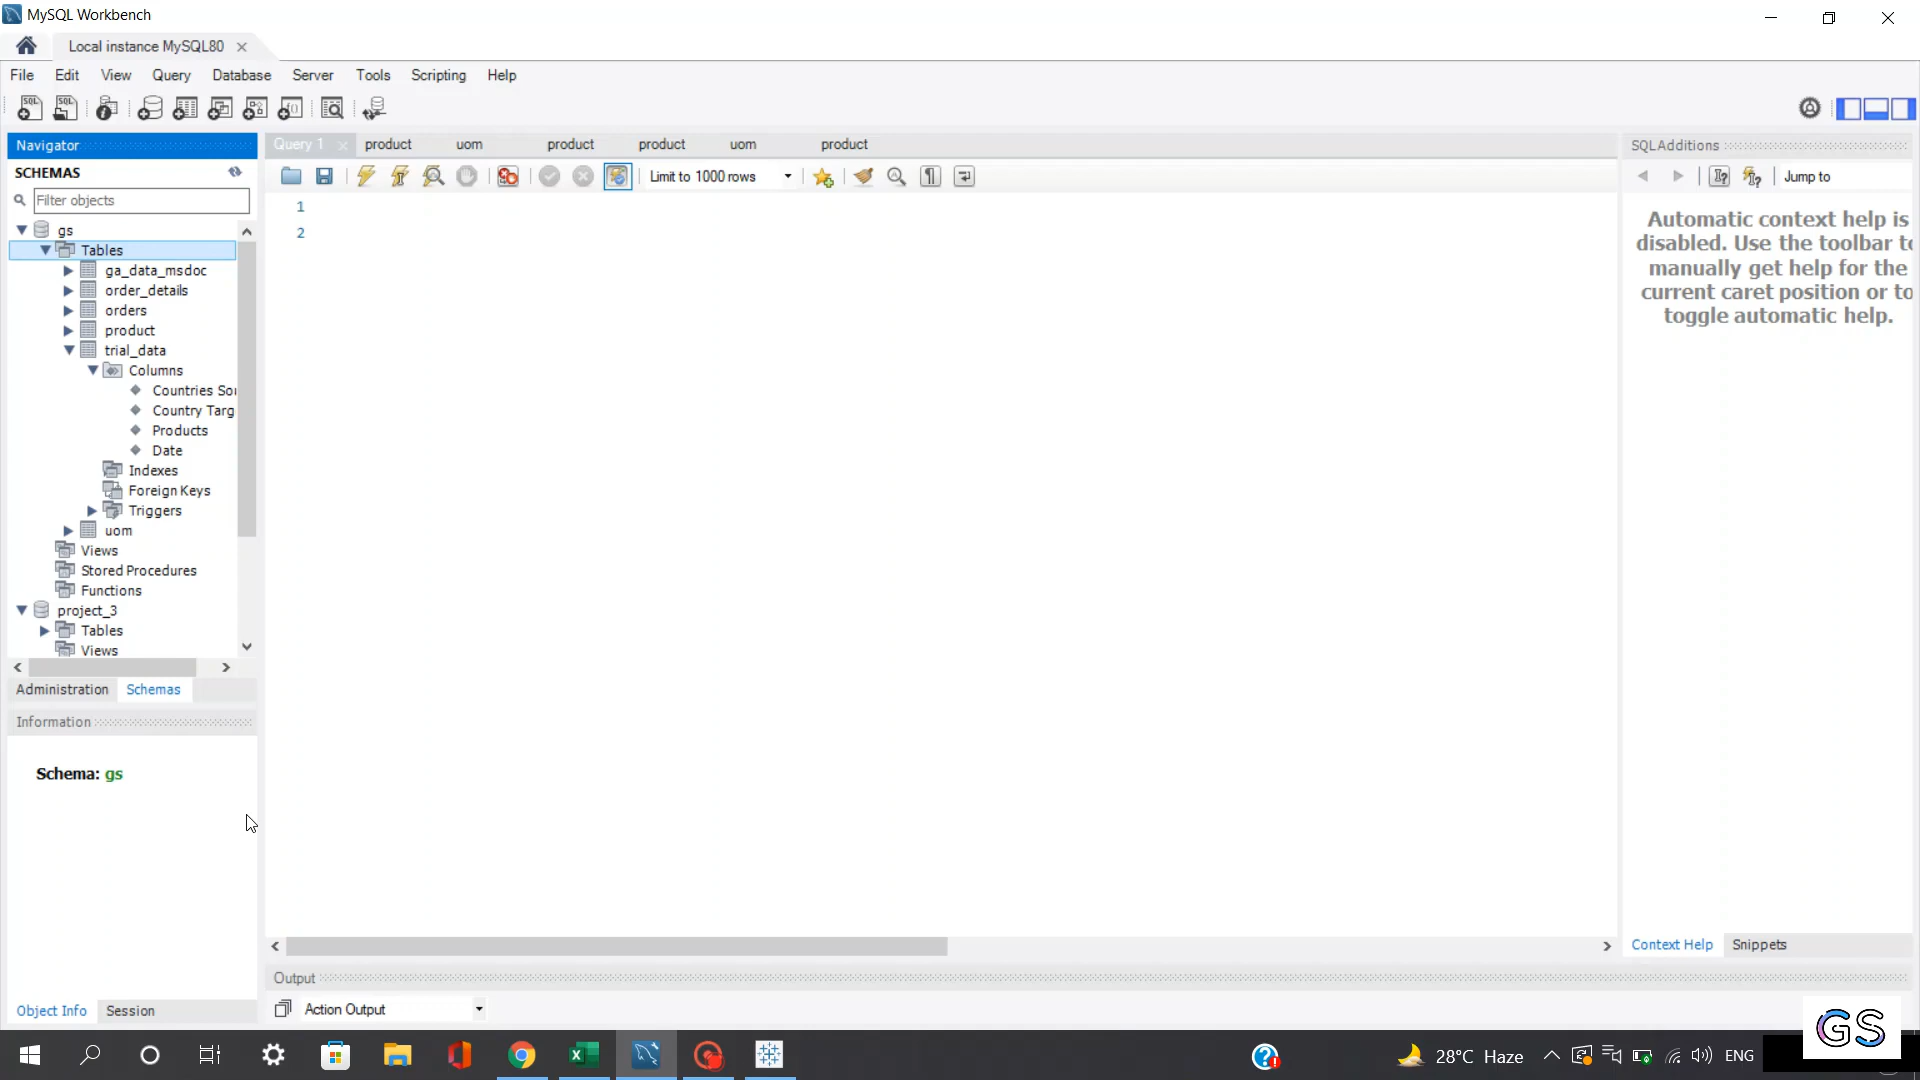 MySQL Workbench
Local instance MySQL80
File Edit View Query Database Server Tools Scripting Help
Navigator
SCHEMAS
Filter objects
gs
Tables
ga_data_msdoc
order_details
orders
product
trial_data
Columns
Countries Sou
Country Targ
Products
Date
Indexes
Foreign Keys
Triggers
uom
Views
Stored Procedures
Functions
project_3
Tables
Views
Administration Schemas
Information
Schema: gs
Object Info Session
Query 1 product uom product product uom product
Limit to 1000 rows
1
2
Output
Action Output
SQLAdditions
Jump to
Automatic context help is
disabled. Use the toolbar to
manually get help for the
current caret position or to
toggle automatic help.
Context Help Snippets
GS
28°C Haze
ENG